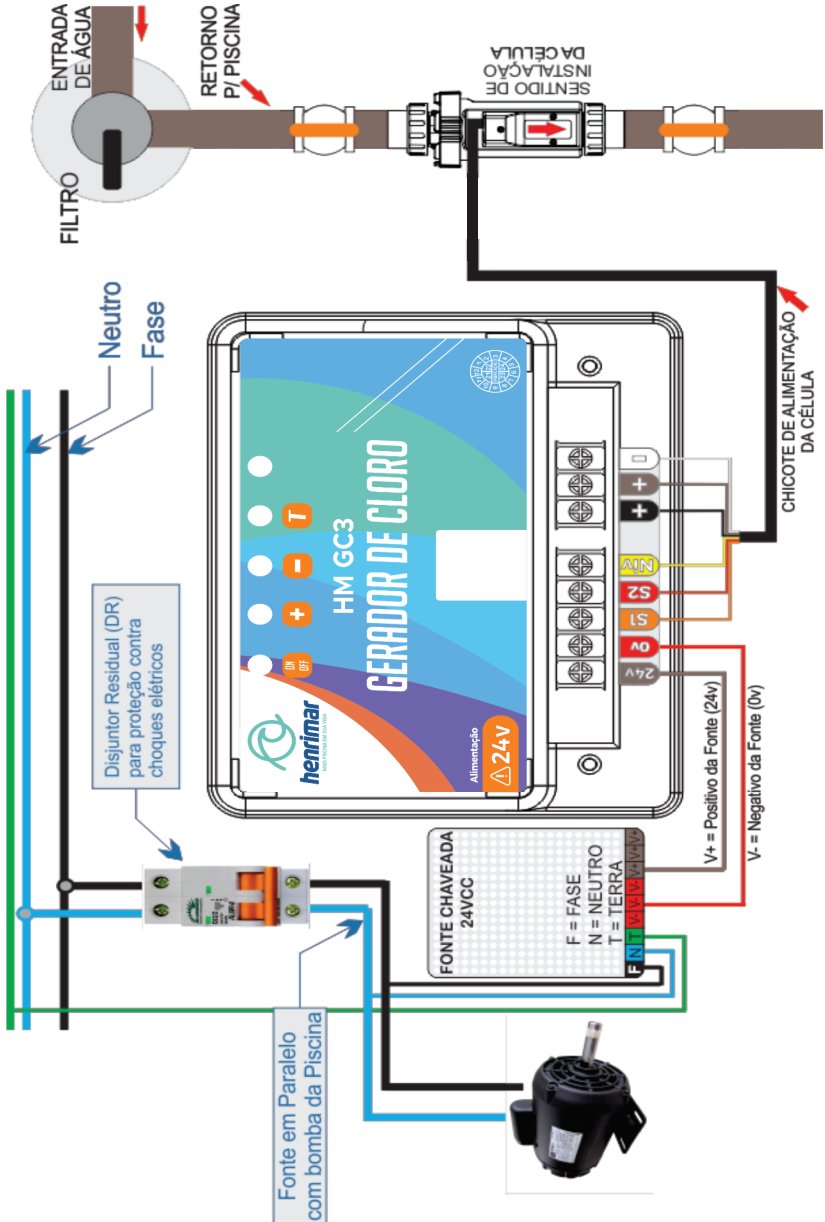 ENTRADA
DE ÁGUA
RETORNO
P/ PISCINA
FILTRO
SENTIDO DE
INSTALAÇÃO
DA CÉLULA
Neutro
Fase
Disjuntor Residual (DR)
para proteção contra
choques elétricos
Fonte em Paralelo
com bomba da Piscina
henrimar
ON
OFF
+
-
T
HM GC3
GERADOR DE CLORO
Alimentação
24v
24v
0v
S1
S2
Nív
+
+
-
CHICOTE DE ALIMENTAÇÃO
DA CÉLULA
FONTE CHAVEADA
24VCC
F = FASE
N = NEUTRO
T = TERRA
F N T V- V- V- V+ V+ V+
V+ = Positivo da Fonte (24v)
V- = Negativo da Fonte (0v)